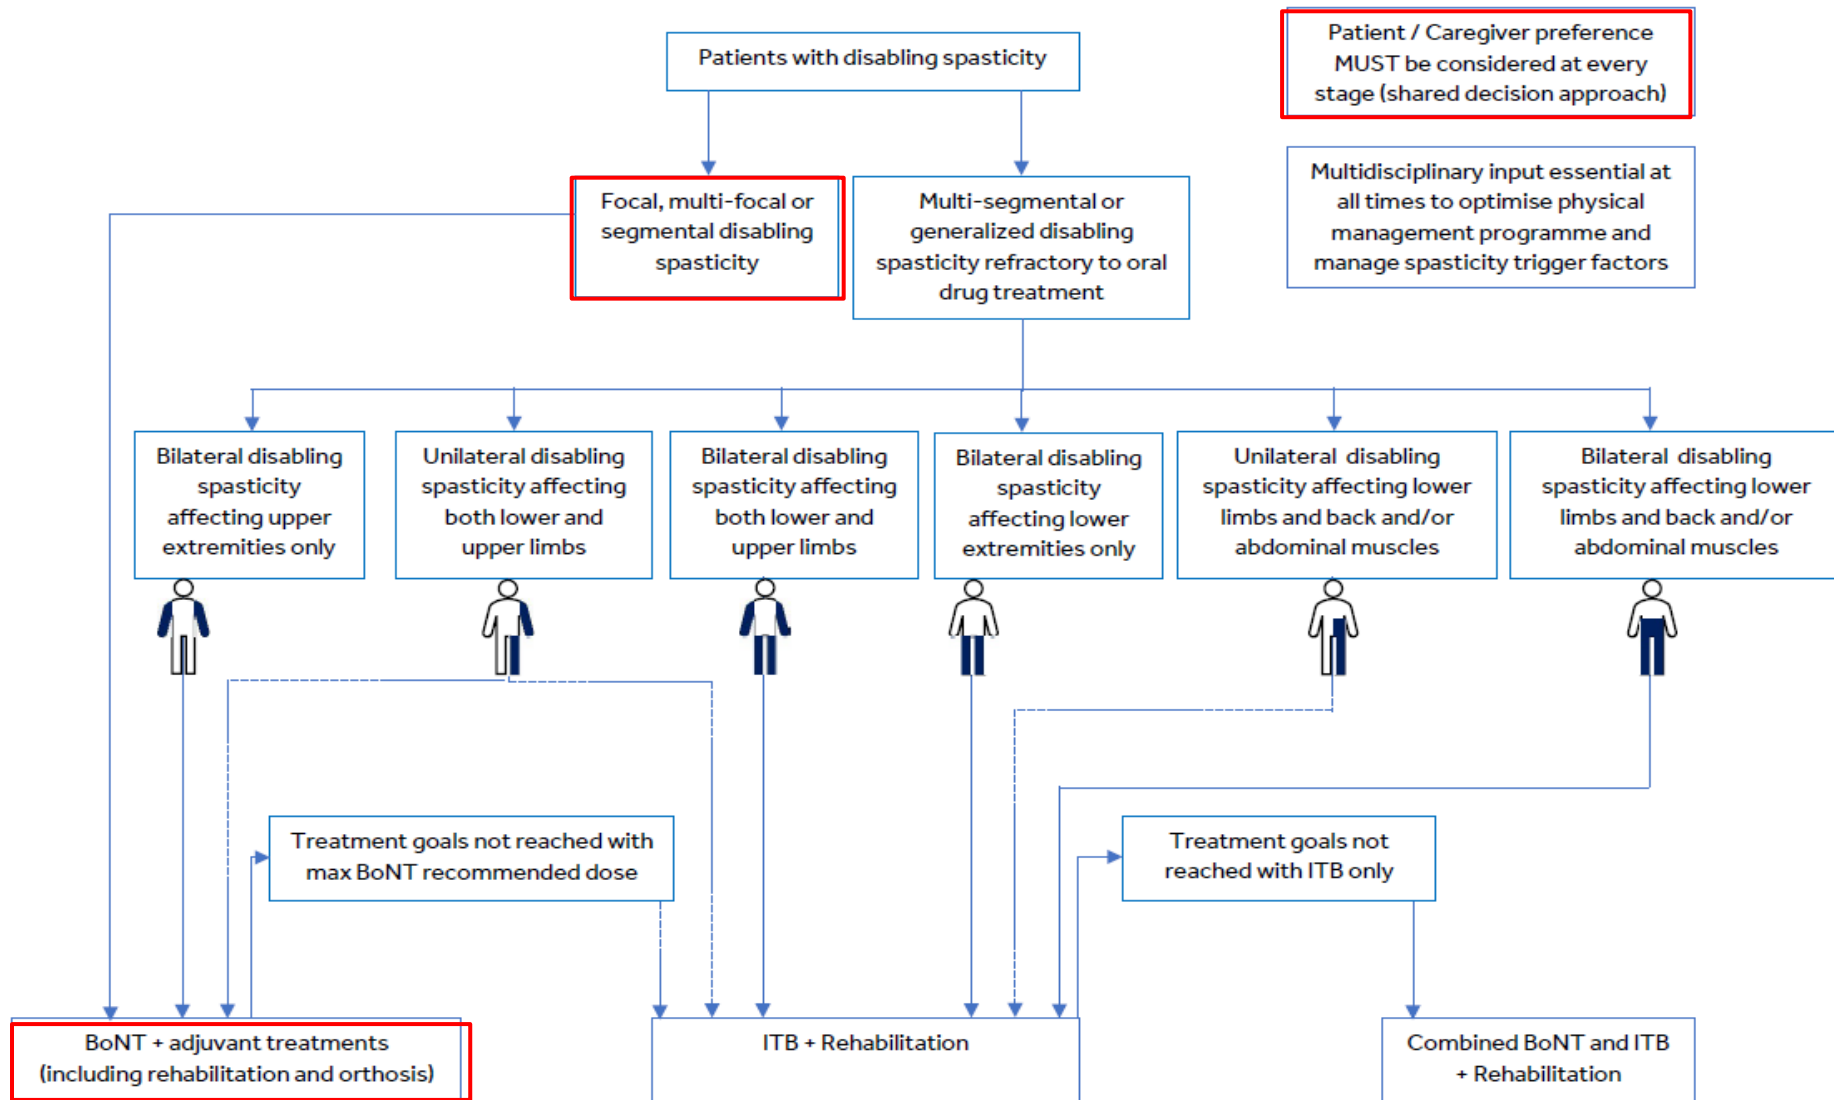 Patients with disabling spasticity
Patient / Caregiver preference
MUST be considered at every
stage (shared decision approach)
Multidisciplinary input essential at
all times to optimise physical
management programme and
manage spasticity trigger factors
Focal, multi-focal or
segmental disabling
spasticity
Multi-segmental or
generalized disabling
spasticity refractory to oral
drug treatment
Bilateral disabling
spasticity
affecting upper
extremities only
Unilateral disabling
spasticity affecting
both lower and
upper limbs
Bilateral disabling
spasticity affecting
both lower and
upper limbs
Bilateral disabling
spasticity
affecting lower
extremities only
Unilateral disabling
spasticity affecting lower
limbs and back and/or
abdominal muscles
Bilateral disabling
spasticity affecting lower
limbs and back and/or
abdominal muscles
Treatment goals not reached with
max BoNT recommended dose
Treatment goals not
reached with ITB only
BoNT + adjuvant treatments
(including rehabilitation and orthosis)
ITB + Rehabilitation
Combined BoNT and ITB
+ Rehabilitation